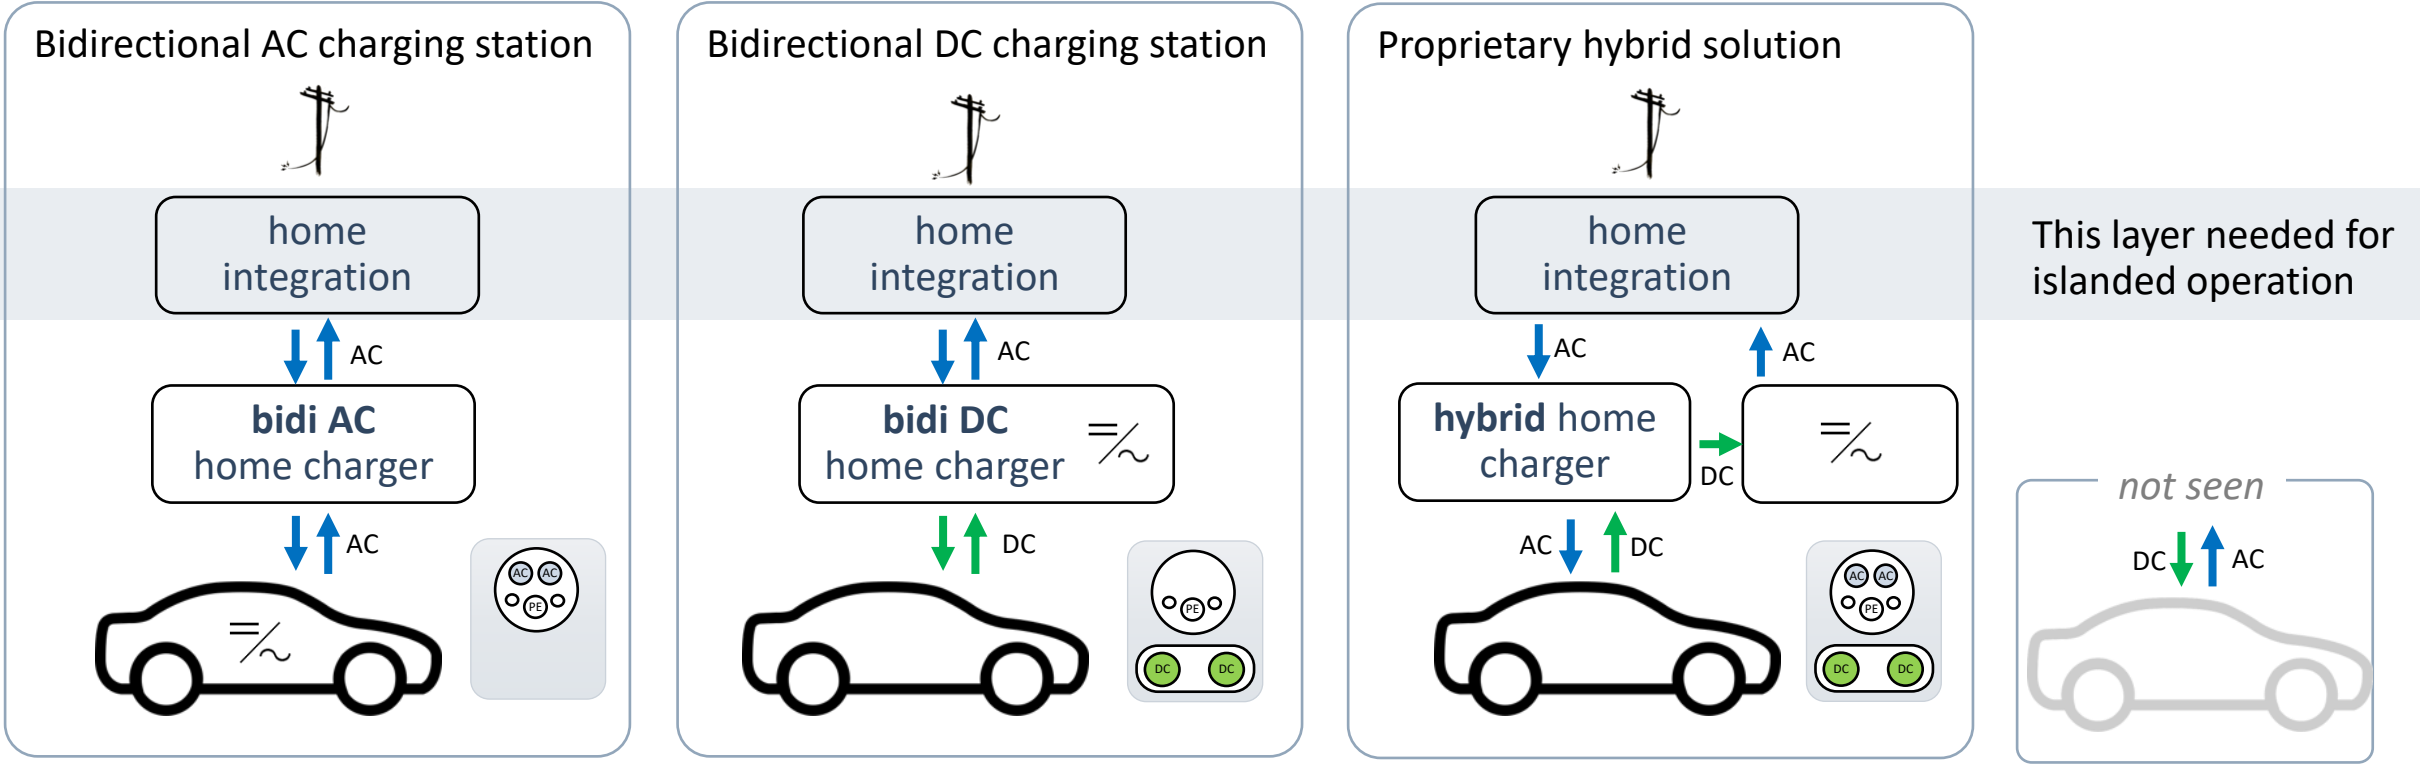 Bidirectional AC charging station
home
integration
AC
bidi AC
home charger
AC
AC AC
PE
Bidirectional DC charging station
home
integration
AC
bidi DC
home charger
DC
PE
DC DC
Proprietary hybrid solution
home
integration
AC
AC
hybrid home
charger
DC
AC
DC
AC AC
PE
DC DC
This layer needed for
islanded operation
not seen
DC
AC